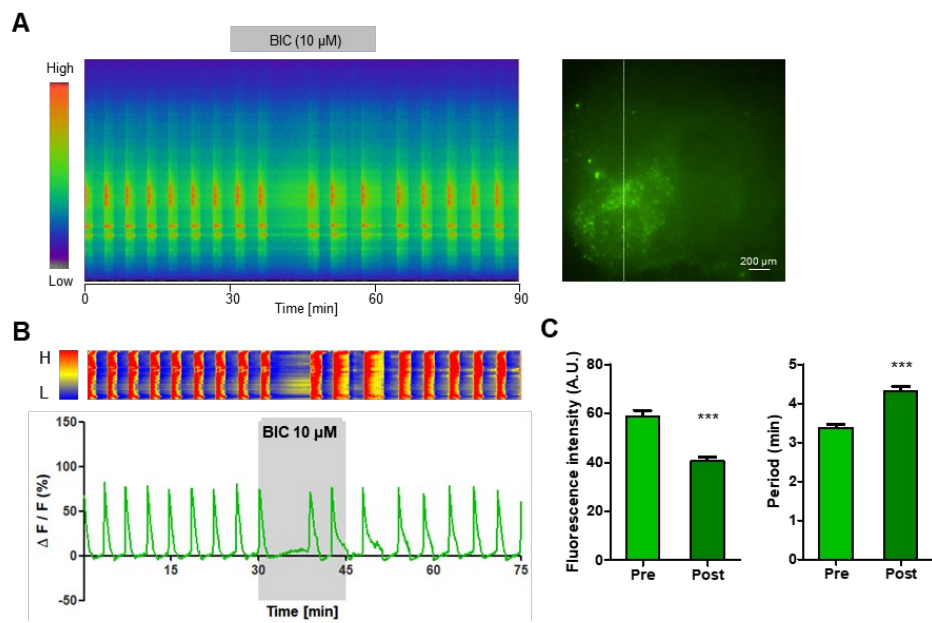 A
BIC (10 µM)
High
Low
0
30
60
90
Time [min]
200 µm
B
H
L
150
100
50
0
-50
Δ F / F (%)
BIC 10 µM
15
30
45
60
75
Time [min]
C
Fluorescence intensity (A.U.)
80
60
40
20
0
***
Pre
Post
Period (min)
5
4
3
2
1
0
***
Pre
Post